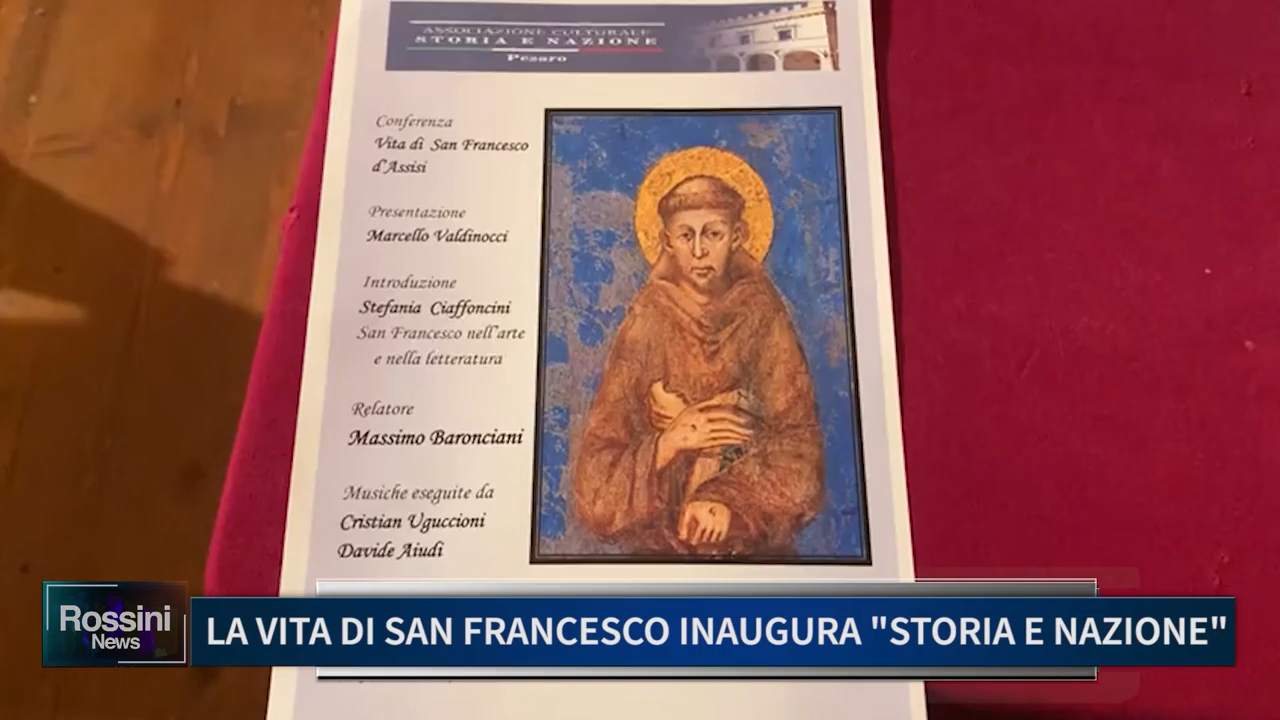 ASSOCIAZIONE CULTURALE
STORIA E NAZIONE
Pesaro
Conferenza
Vita di San Francesco
d'Assisi
Presentazione
Marcello Valdinocci
Introduzione
Stefania Ciaffoncini
San Francesco nell'arte
e nella letteratura
Relatore
Massimo Baronciani
Musiche eseguite da
Cristian Uguccioni
Davide Aiudi
Rossini
News
LA VITA DI SAN FRANCESCO INAUGURA "STORIA E NAZIONE"